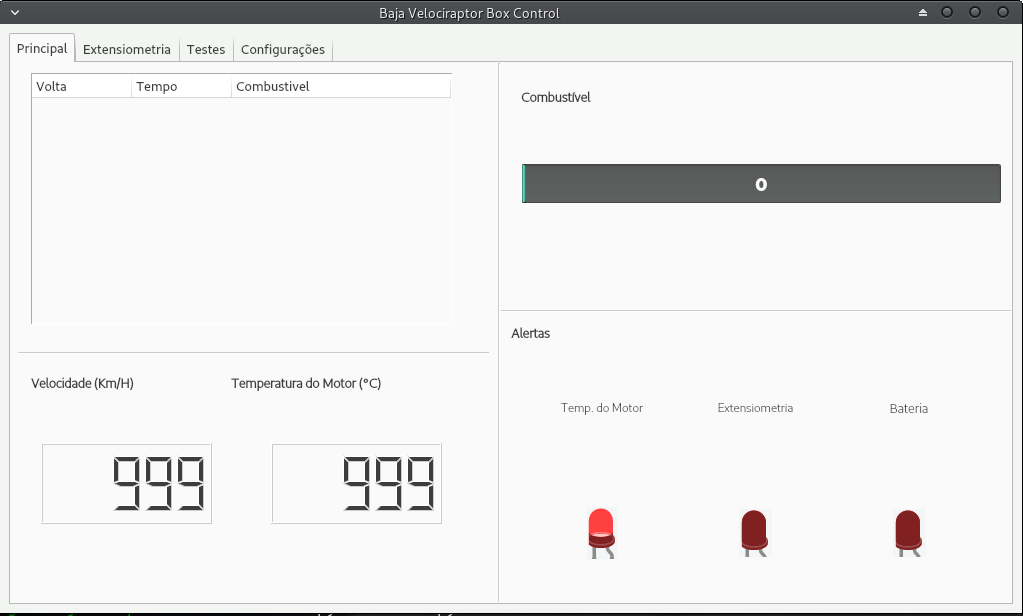 Baja Velociraptor Box Control
Principal Extensiometria Testes Configurações
Volta Tempo Combustivel
Velocidade (Km/H) Temperatura do Motor (°C)
999 999
Combustível
0
Alertas
Temp. do Motor Extensiometria Bateria